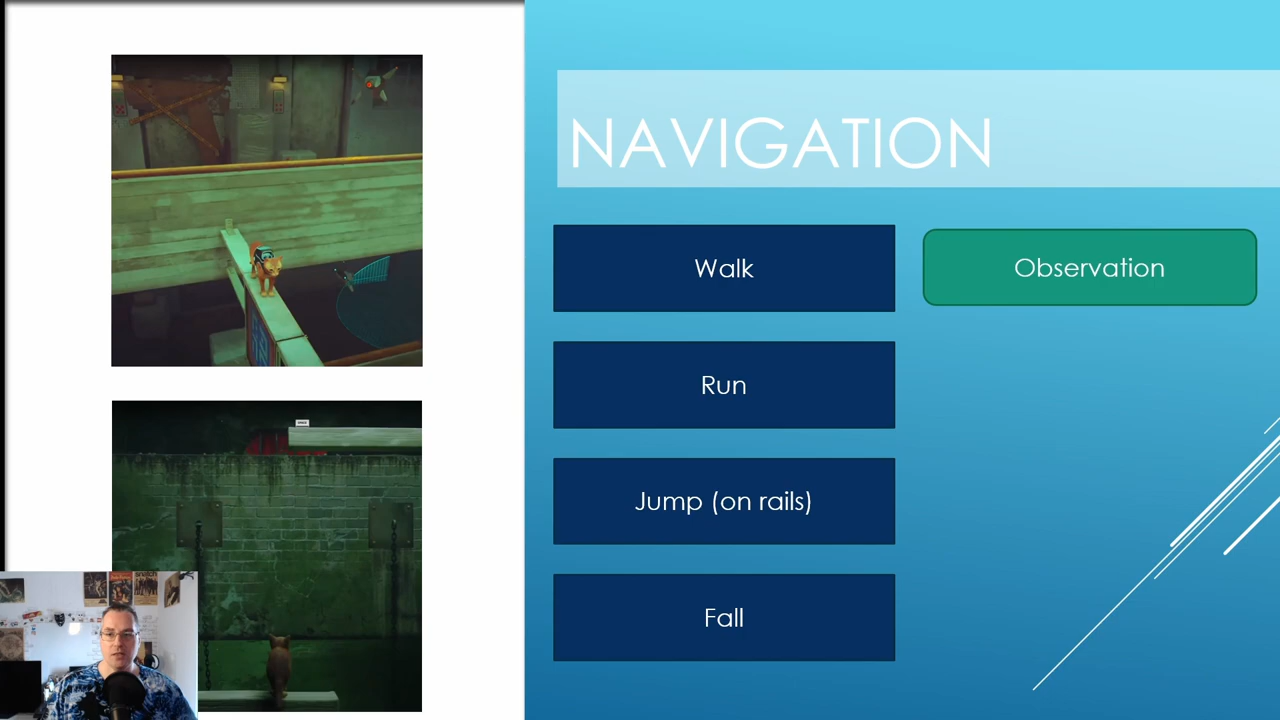 NAVIGATION
Walk
Observation
Run
Jump (on rails)
Fall